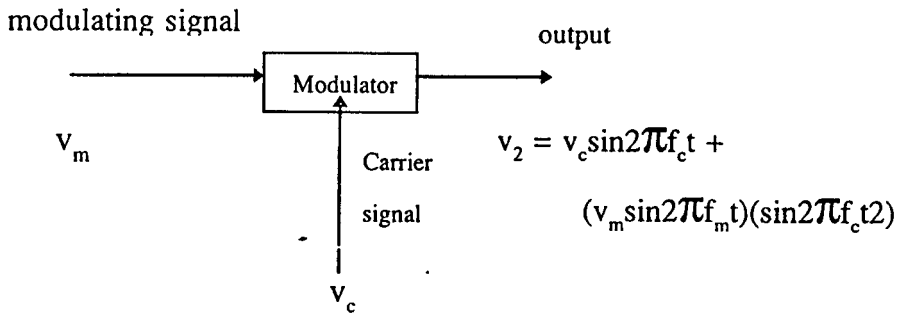 modulating signal
output
Modulator
v_m
Carrier
signal
v_2 = v_c sin2πf_c t +
(v_m sin2πf_m t)(sin2πf_c t2)
v_c